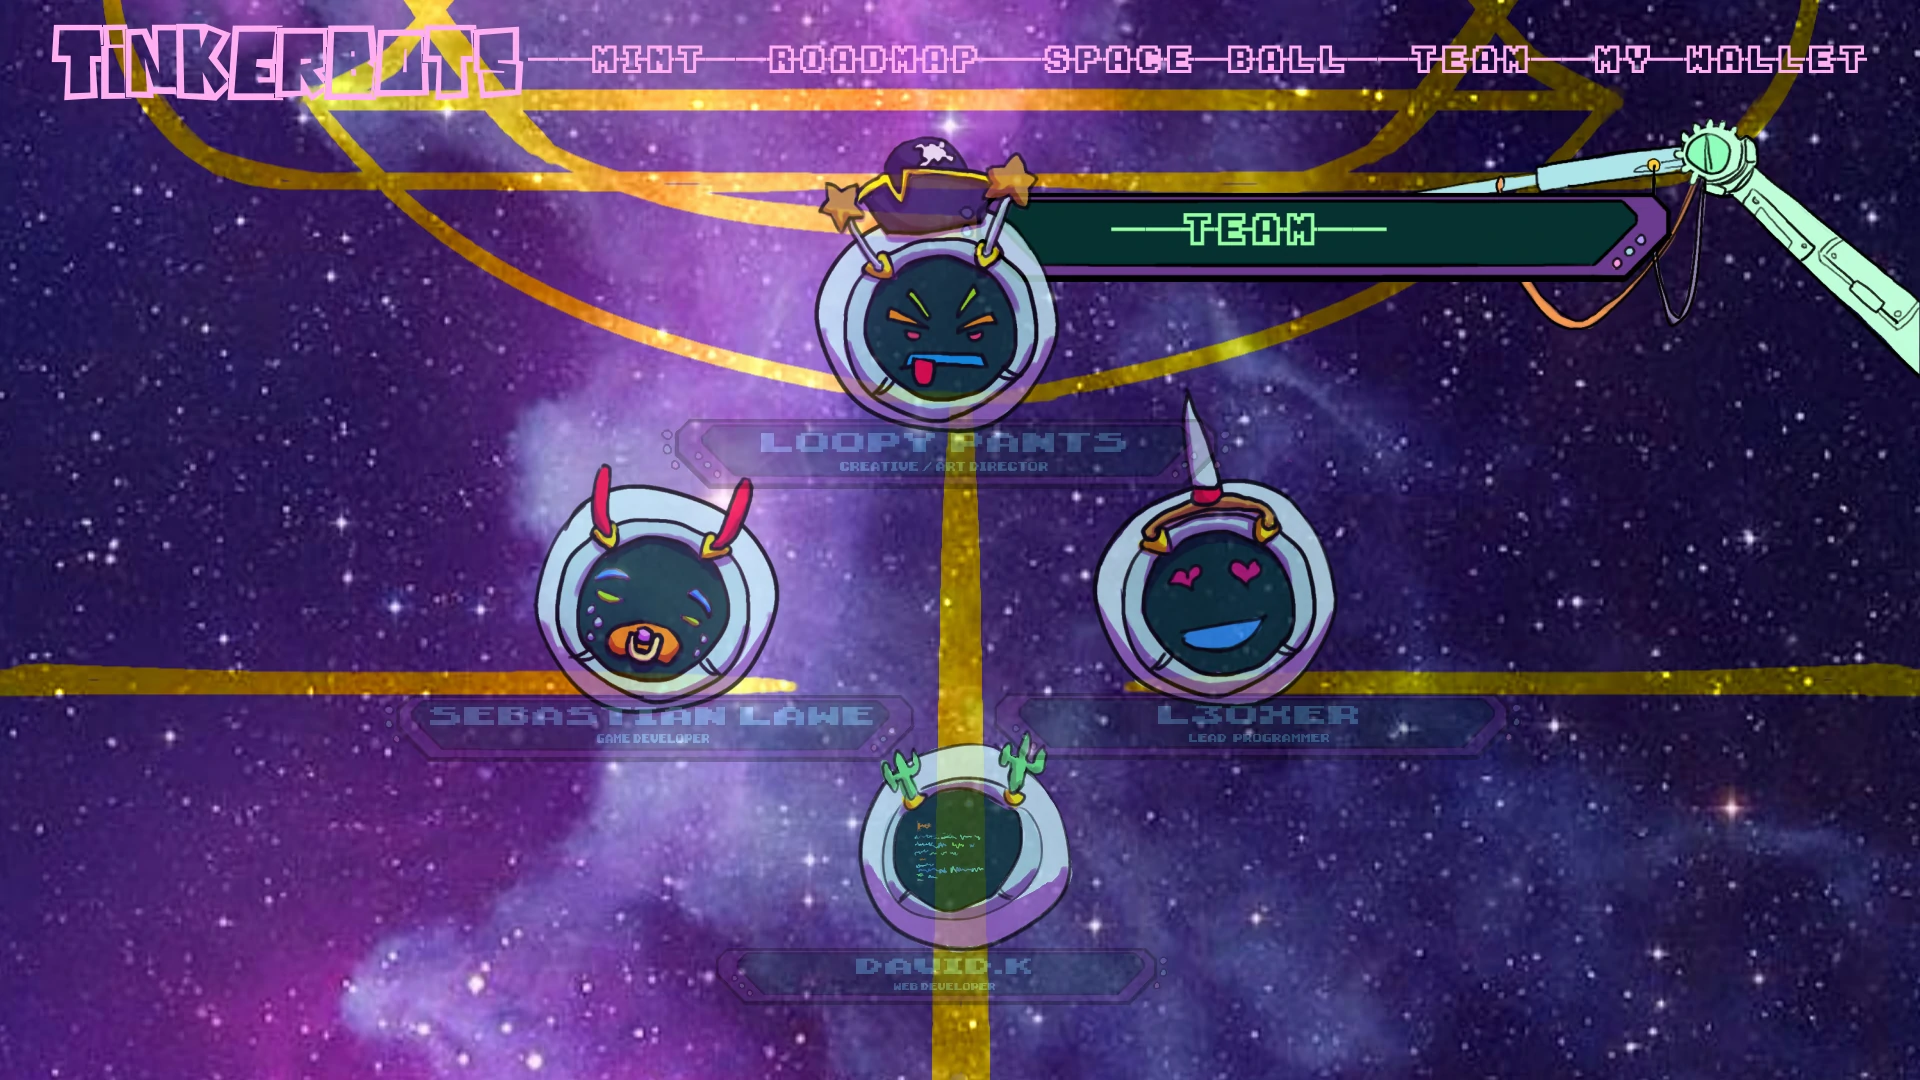 TiNKERBOTS
MINT ROADMAP SPACE BALL TEAM MY WALLET
TEAM
LOOPY PANTS
CREATIVE / ART DIRECTOR
SEBASTIAN LAWE
GAME DEVELOPER
L3OXER
LEAD PROGRAMMER
DAVID.K
WEB DEVELOPER